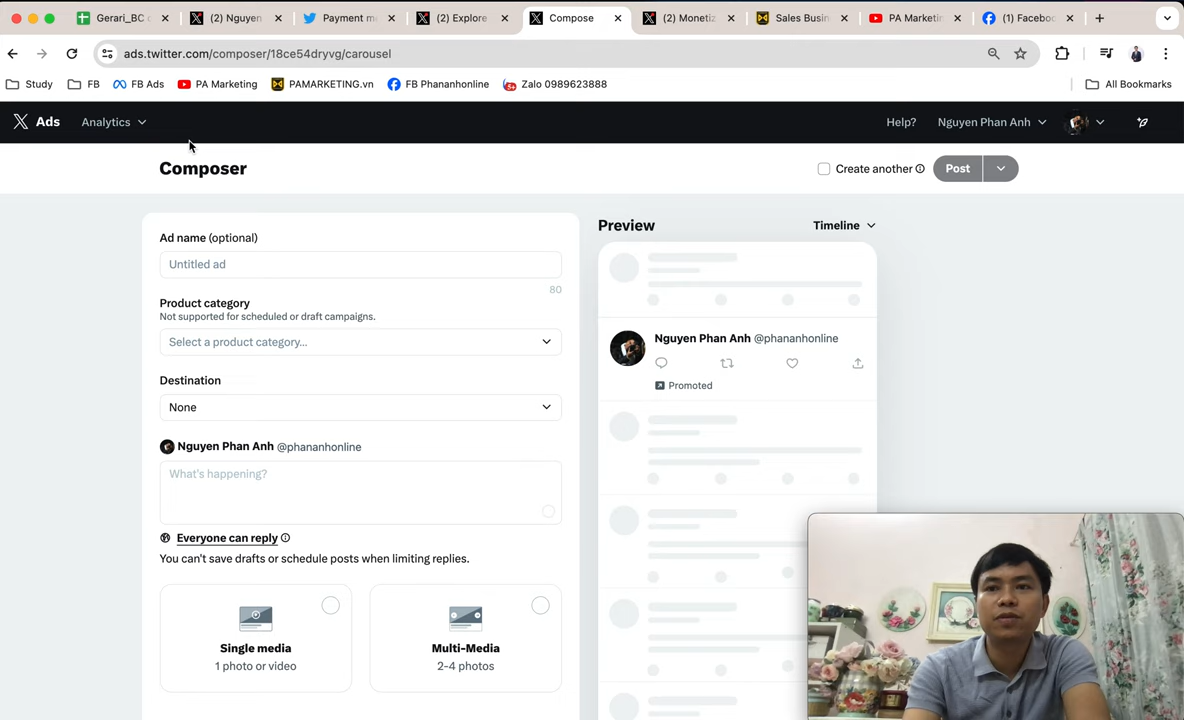 Gerari_BC c
(2) Nguyen
Payment m
(2) Explore
Compose
(2) Monetiz
Sales Busin
PA Marketin
(1) Faceboo
ads.twitter.com/composer/18ce54dryvg/carousel
Study
FB
FB Ads
PA Marketing
PAMARKETING.vn
FB Phananhonline
Zalo 0989623888
All Bookmarks
X Ads
Analytics
Help?
Nguyen Phan Anh
Composer
Create another
Post
Ad name (optional)
Untitled ad
80
Product category
Not supported for scheduled or draft campaigns.
Select a product category...
Destination
None
Nguyen Phan Anh @phananhonline
What's happening?
Everyone can reply
You can't save drafts or schedule posts when limiting replies.
Single media
1 photo or video
Multi-Media
2-4 photos
Preview
Timeline
Nguyen Phan Anh @phananhonline
Promoted